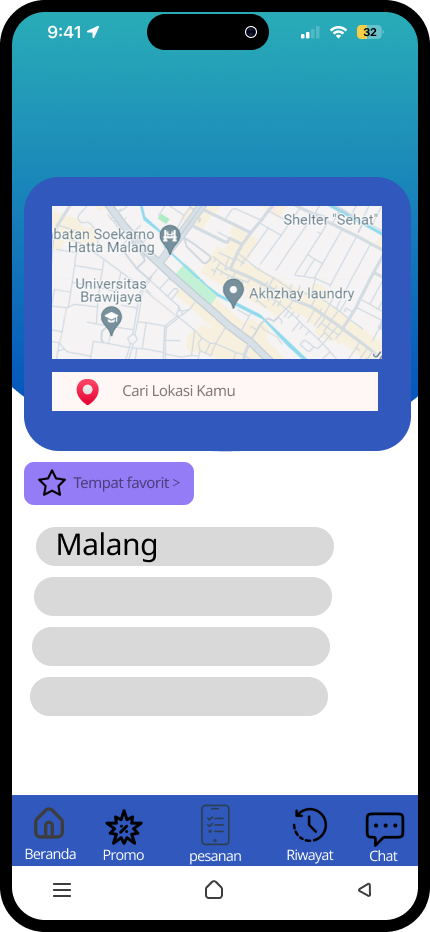 9:41
32
Shelter "Sehat"
batan Soekarno
Hatta Malang
Universitas
Brawijaya
Akhzhay laundry
Cari Lokasi Kamu
Tempat favorit >
Malang
Beranda
Promo
pesanan
Riwayat
Chat